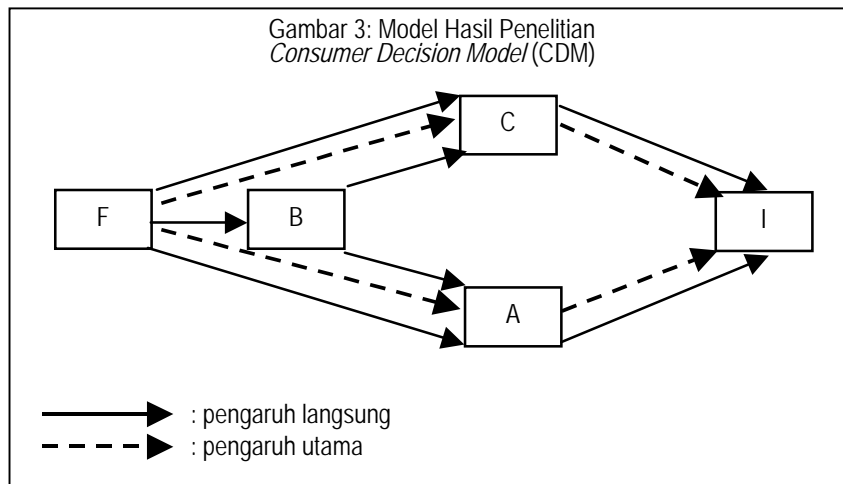 Gambar 3: Model Hasil Penelitian
Consumer Decision Model (CDM)
C
F
B
I
A
: pengaruh langsung
: pengaruh utama